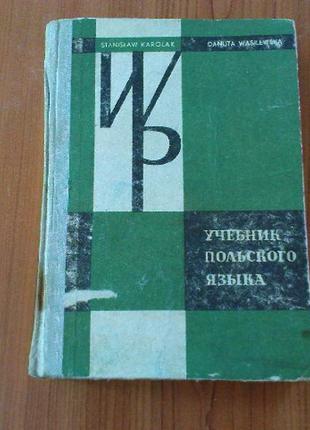 STANISŁAW KAROLAK
DANUTA WASILEWSKA
WP
УЧЕБНИК
ПОЛЬСКОГО
ЯЗЫКА